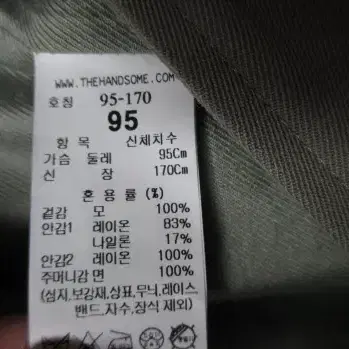 WWW.THEHANDSOME.COM
호칭 95-170
95
항 목 신체치수
가슴 둘레 95Cm
신 장 170Cm
혼 용 률 (%)
겉감 모 100%
안감1 레이온 83%
나일론 17%
안감2 레이온 100%
주머니감 면 100%
(심지,보강재,상표,무늬,레이스
밴드,자수,장식 제외)